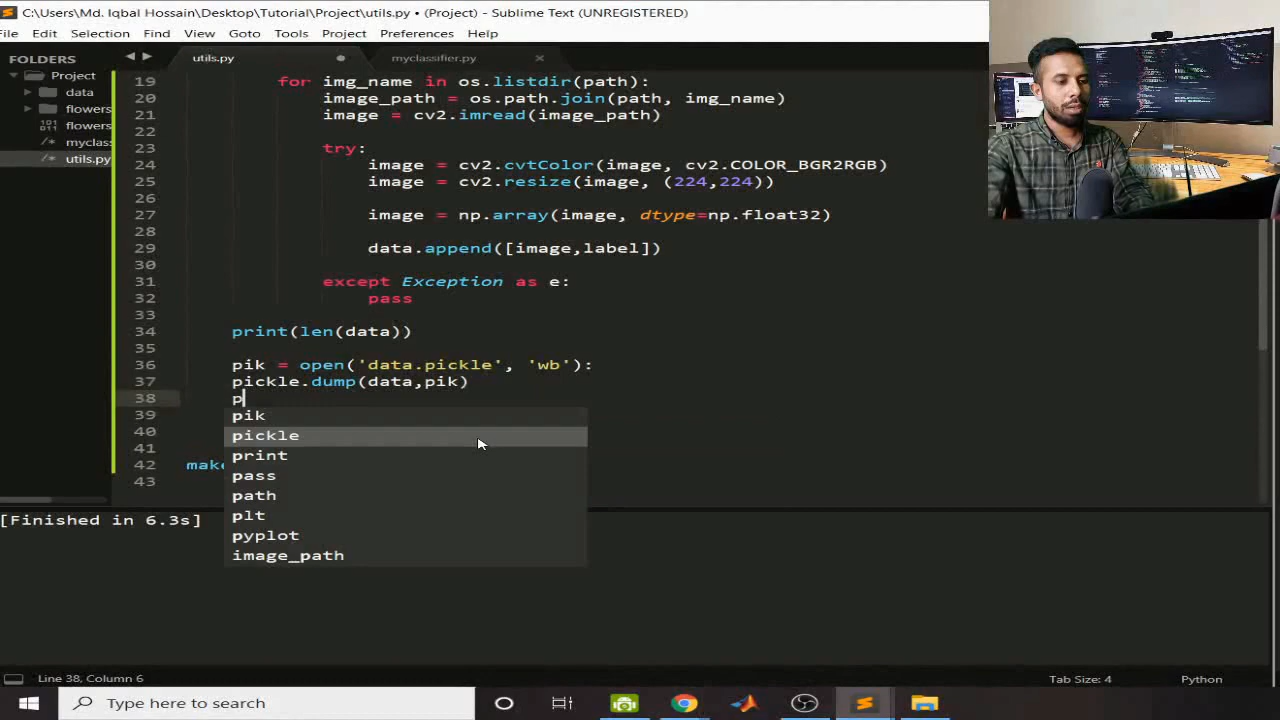 C:\Users\Md. Iqbal Hossain\Desktop\Tutorial\Project\utils.py • (Project) - Sublime Text (UNREGISTERED)
File Edit Selection Find View Goto Tools Project Preferences Help
FOLDERS
Project
data
flowers
flowers
myclass
utils.py
utils.py
myclassifier.py
19 for img_name in os.listdir(path):
20 image_path = os.path.join(path, img_name)
21 image = cv2.imread(image_path)
22
23 try:
24 image = cv2.cvtColor(image, cv2.COLOR_BGR2RGB)
25 image = cv2.resize(image, (224,224))
26
27 image = np.array(image, dtype=np.float32)
28
29 data.append([image,label])
30
31 except Exception as e:
32 pass
33
34 print(len(data))
35
36 pik = open('data.pickle', 'wb'):
37 pickle.dump(data,pik)
38 p
39
40
41
42 make
43
pik
pickle
print
pass
path
plt
pyplot
image_path
[Finished in 6.3s]
Line 38, Column 6
Tab Size: 4
Python
Type here to search